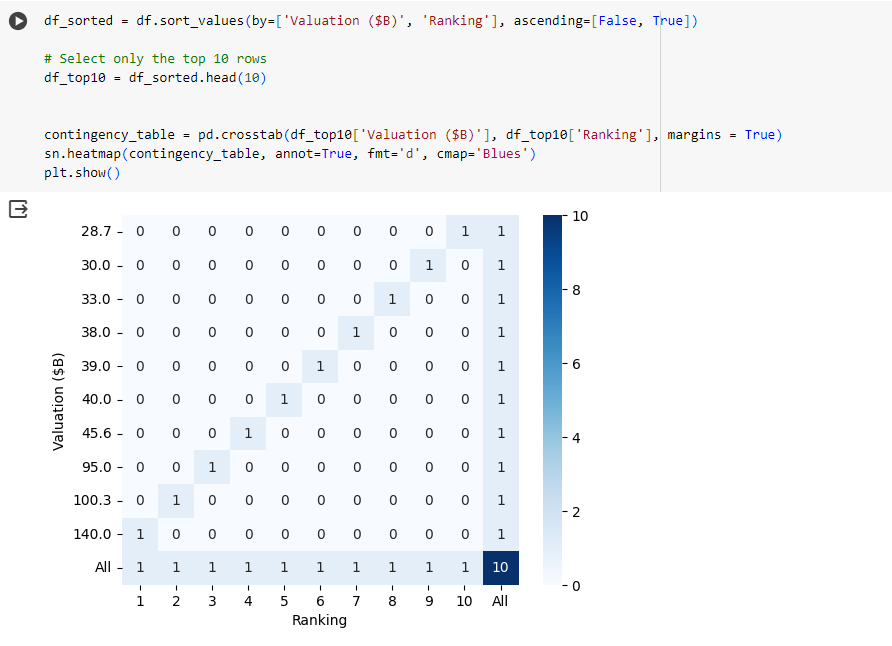 df_sorted = df.sort_values(by=['Valuation ($B)', 'Ranking'], ascending=[False, True])
# Select only the top 10 rows
df_top10 = df_sorted.head(10)
contingency_table = pd.crosstab(df_top10['Valuation ($B)'], df_top10['Ranking'], margins = True)
sn.heatmap(contingency_table, annot=True, fmt='d', cmap='Blues')
plt.show()
28.7 0 0 0 0 0 0 0 0 0 1 1
30.0 0 0 0 0 0 0 0 0 1 0 1
33.0 0 0 0 0 0 0 0 1 0 0 1
38.0 0 0 0 0 0 0 1 0 0 0 1
39.0 0 0 0 0 0 1 0 0 0 0 1
40.0 0 0 0 0 1 0 0 0 0 0 1
45.6 0 0 0 1 0 0 0 0 0 0 1
95.0 0 0 1 0 0 0 0 0 0 0 1
100.3 0 1 0 0 0 0 0 0 0 0 1
140.0 1 0 0 0 0 0 0 0 0 0 1
All 1 1 1 1 1 1 1 1 1 1 10
1 2 3 4 5 6 7 8 9 10 All
Ranking
Valuation ($B)
10
8
6
4
2
0